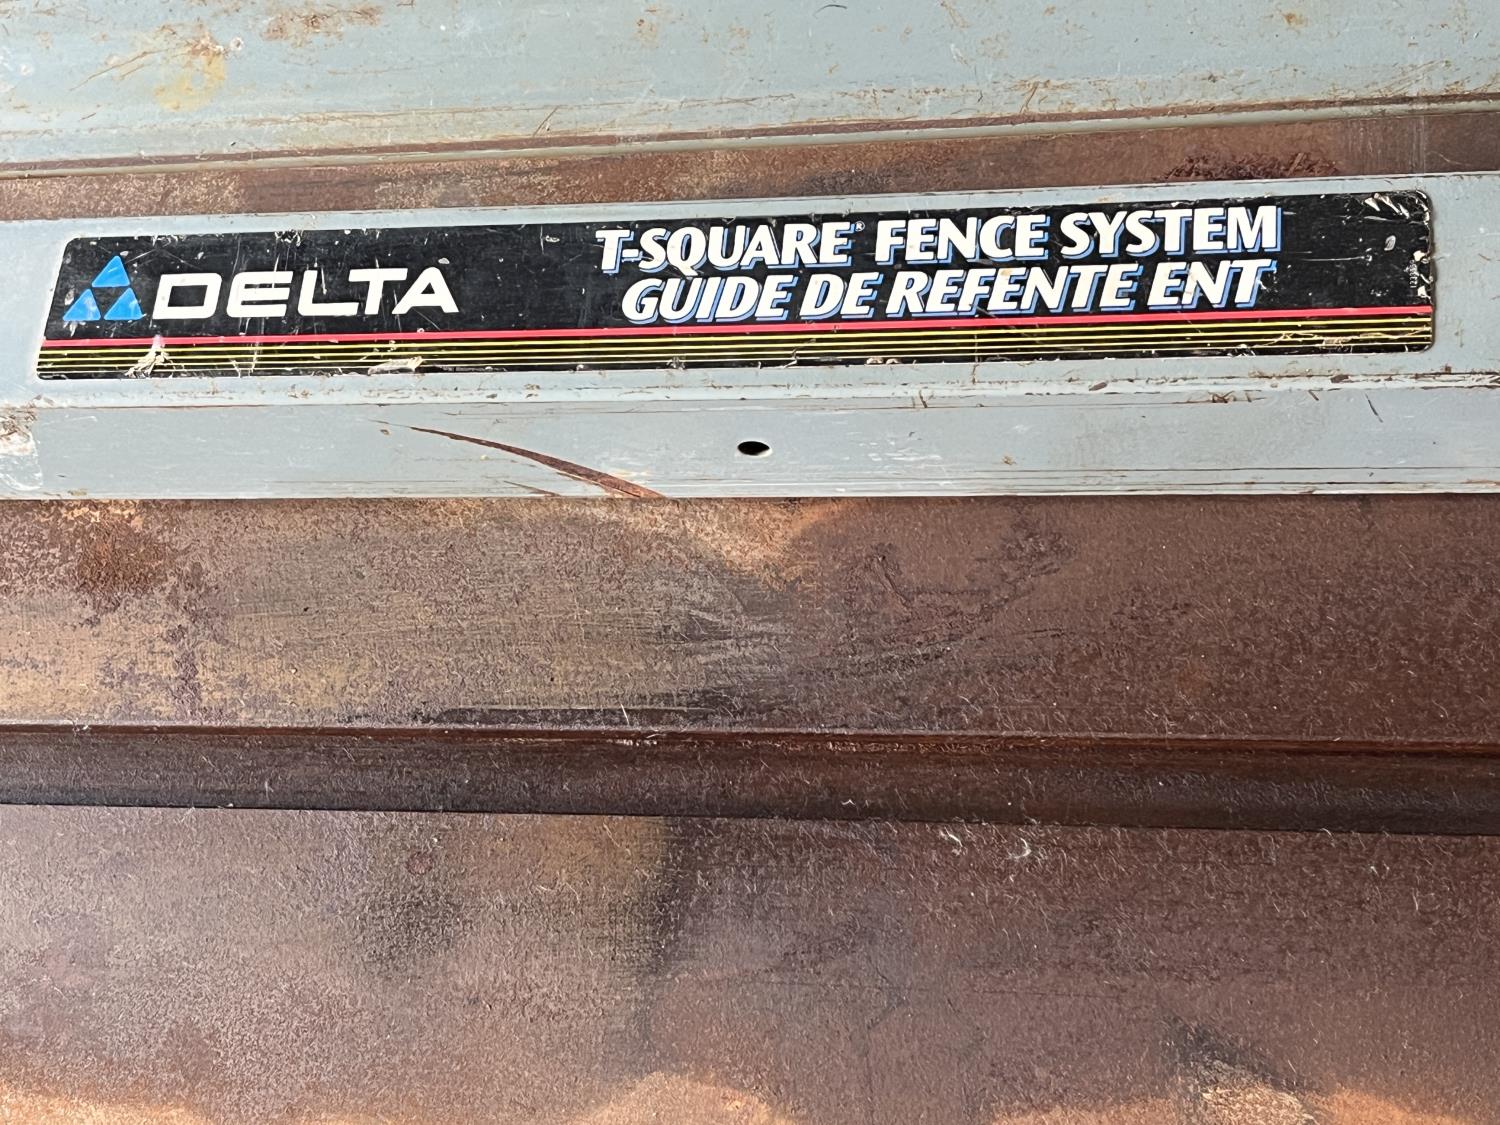 DELTA
T-SQUARE® FENCE SYSTEM
GUIDE DE REFENTE ENT